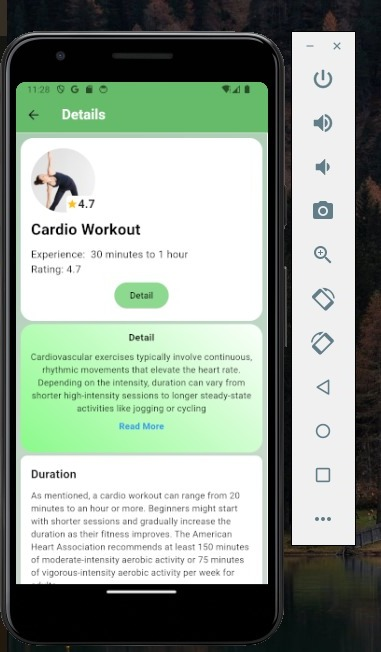 11:28
Details
4.7
Cardio Workout
Experience: 30 minutes to 1 hour
Rating: 4.7
Detail
Detail
Cardiovascular exercises typically involve continuous,
rhythmic movements that elevate the heart rate.
Depending on the intensity, duration can vary from
shorter high-intensity sessions to longer steady-state
activities like jogging or cycling
Read More
Duration
As mentioned, a cardio workout can range from 20
minutes to an hour or more. Beginners might start
with shorter sessions and gradually increase the
duration as their fitness improves. The American
Heart Association recommends at least 150 minutes
of moderate-intensity aerobic activity or 75 minutes
of vigorous-intensity aerobic activity per week for